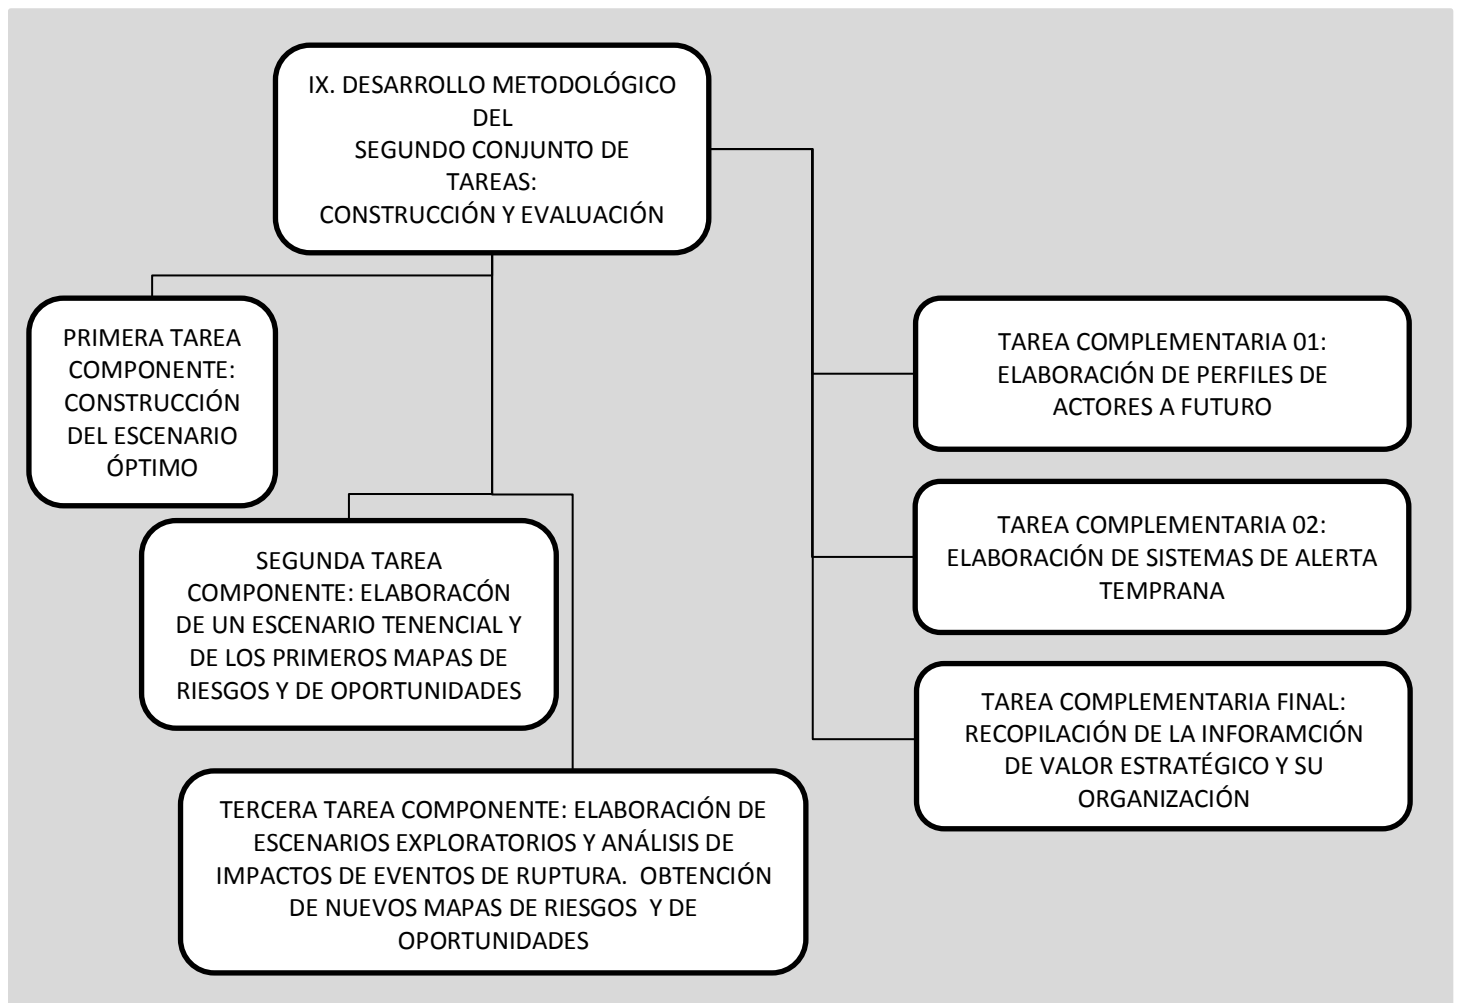 IX. DESARROLLO METODOLÓGICO
DEL
SEGUNDO CONJUNTO DE
TAREAS:
CONSTRUCCIÓN Y EVALUACIÓN
PRIMERA TAREA
COMPONENTE:
CONSTRUCCIÓN
DEL ESCENARIO
ÓPTIMO
SEGUNDA TAREA
COMPONENTE: ELABORACÓN
DE UN ESCENARIO TENENCIAL Y
DE LOS PRIMEROS MAPAS DE
RIESGOS Y DE OPORTUNIDADES
TERCERA TAREA COMPONENTE: ELABORACIÓN DE
ESCENARIOS EXPLORATORIOS Y ANÁLISIS DE
IMPACTOS DE EVENTOS DE RUPTURA.  OBTENCIÓN
DE NUEVOS MAPAS DE RIESGOS  Y DE
OPORTUNIDADES
TAREA COMPLEMENTARIA 01:
ELABORACIÓN DE PERFILES DE
ACTORES A FUTURO
TAREA COMPLEMENTARIA 02:
ELABORACIÓN DE SISTEMAS DE ALERTA
TEMPRANA
TAREA COMPLEMENTARIA FINAL:
RECOPILACIÓN DE LA INFORAMCIÓN
DE VALOR ESTRATÉGICO Y SU
ORGANIZACIÓN